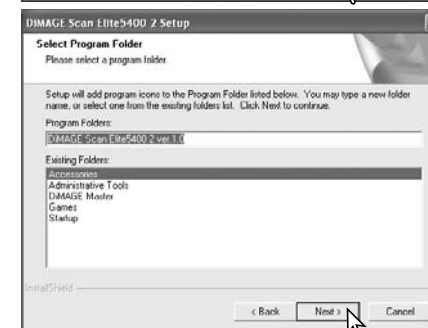 DiMAGE Scan Elite5400 2 Setup
Select Program Folder
Please select a program folder.
Setup will add program icons to the Program Folder listed below. You may type a new folder
name, or select one from the existing folders list. Click Next to continue.
Program Folders:
DiMAGE Scan Elite5400 2 ver.1.0
Existing Folders:
Accessories
Administrative Tools
DiMAGE Master
Games
Startup
InstallShield
< Back Next > Cancel